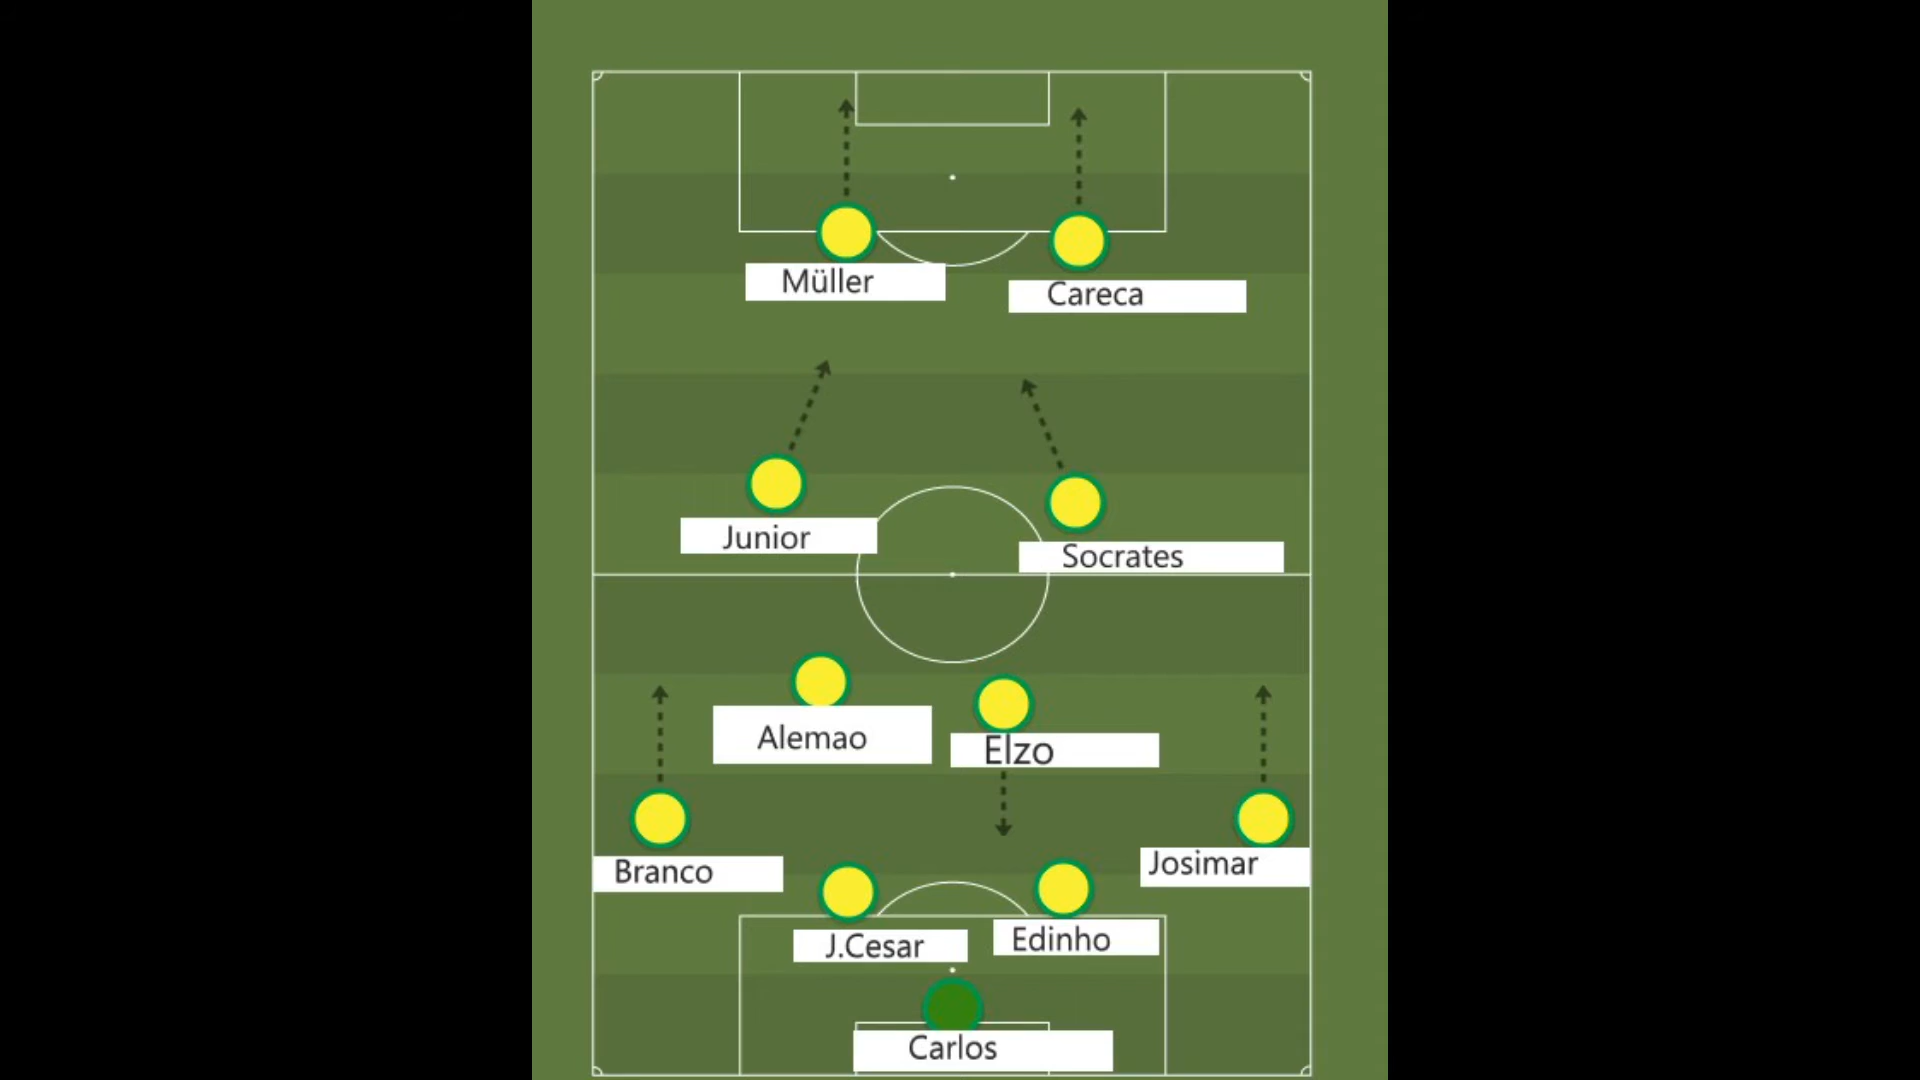 Müller
Careca
Junior
Socrates
Alemao
Elzo
Branco
Josimar
J.Cesar
Edinho
Carlos